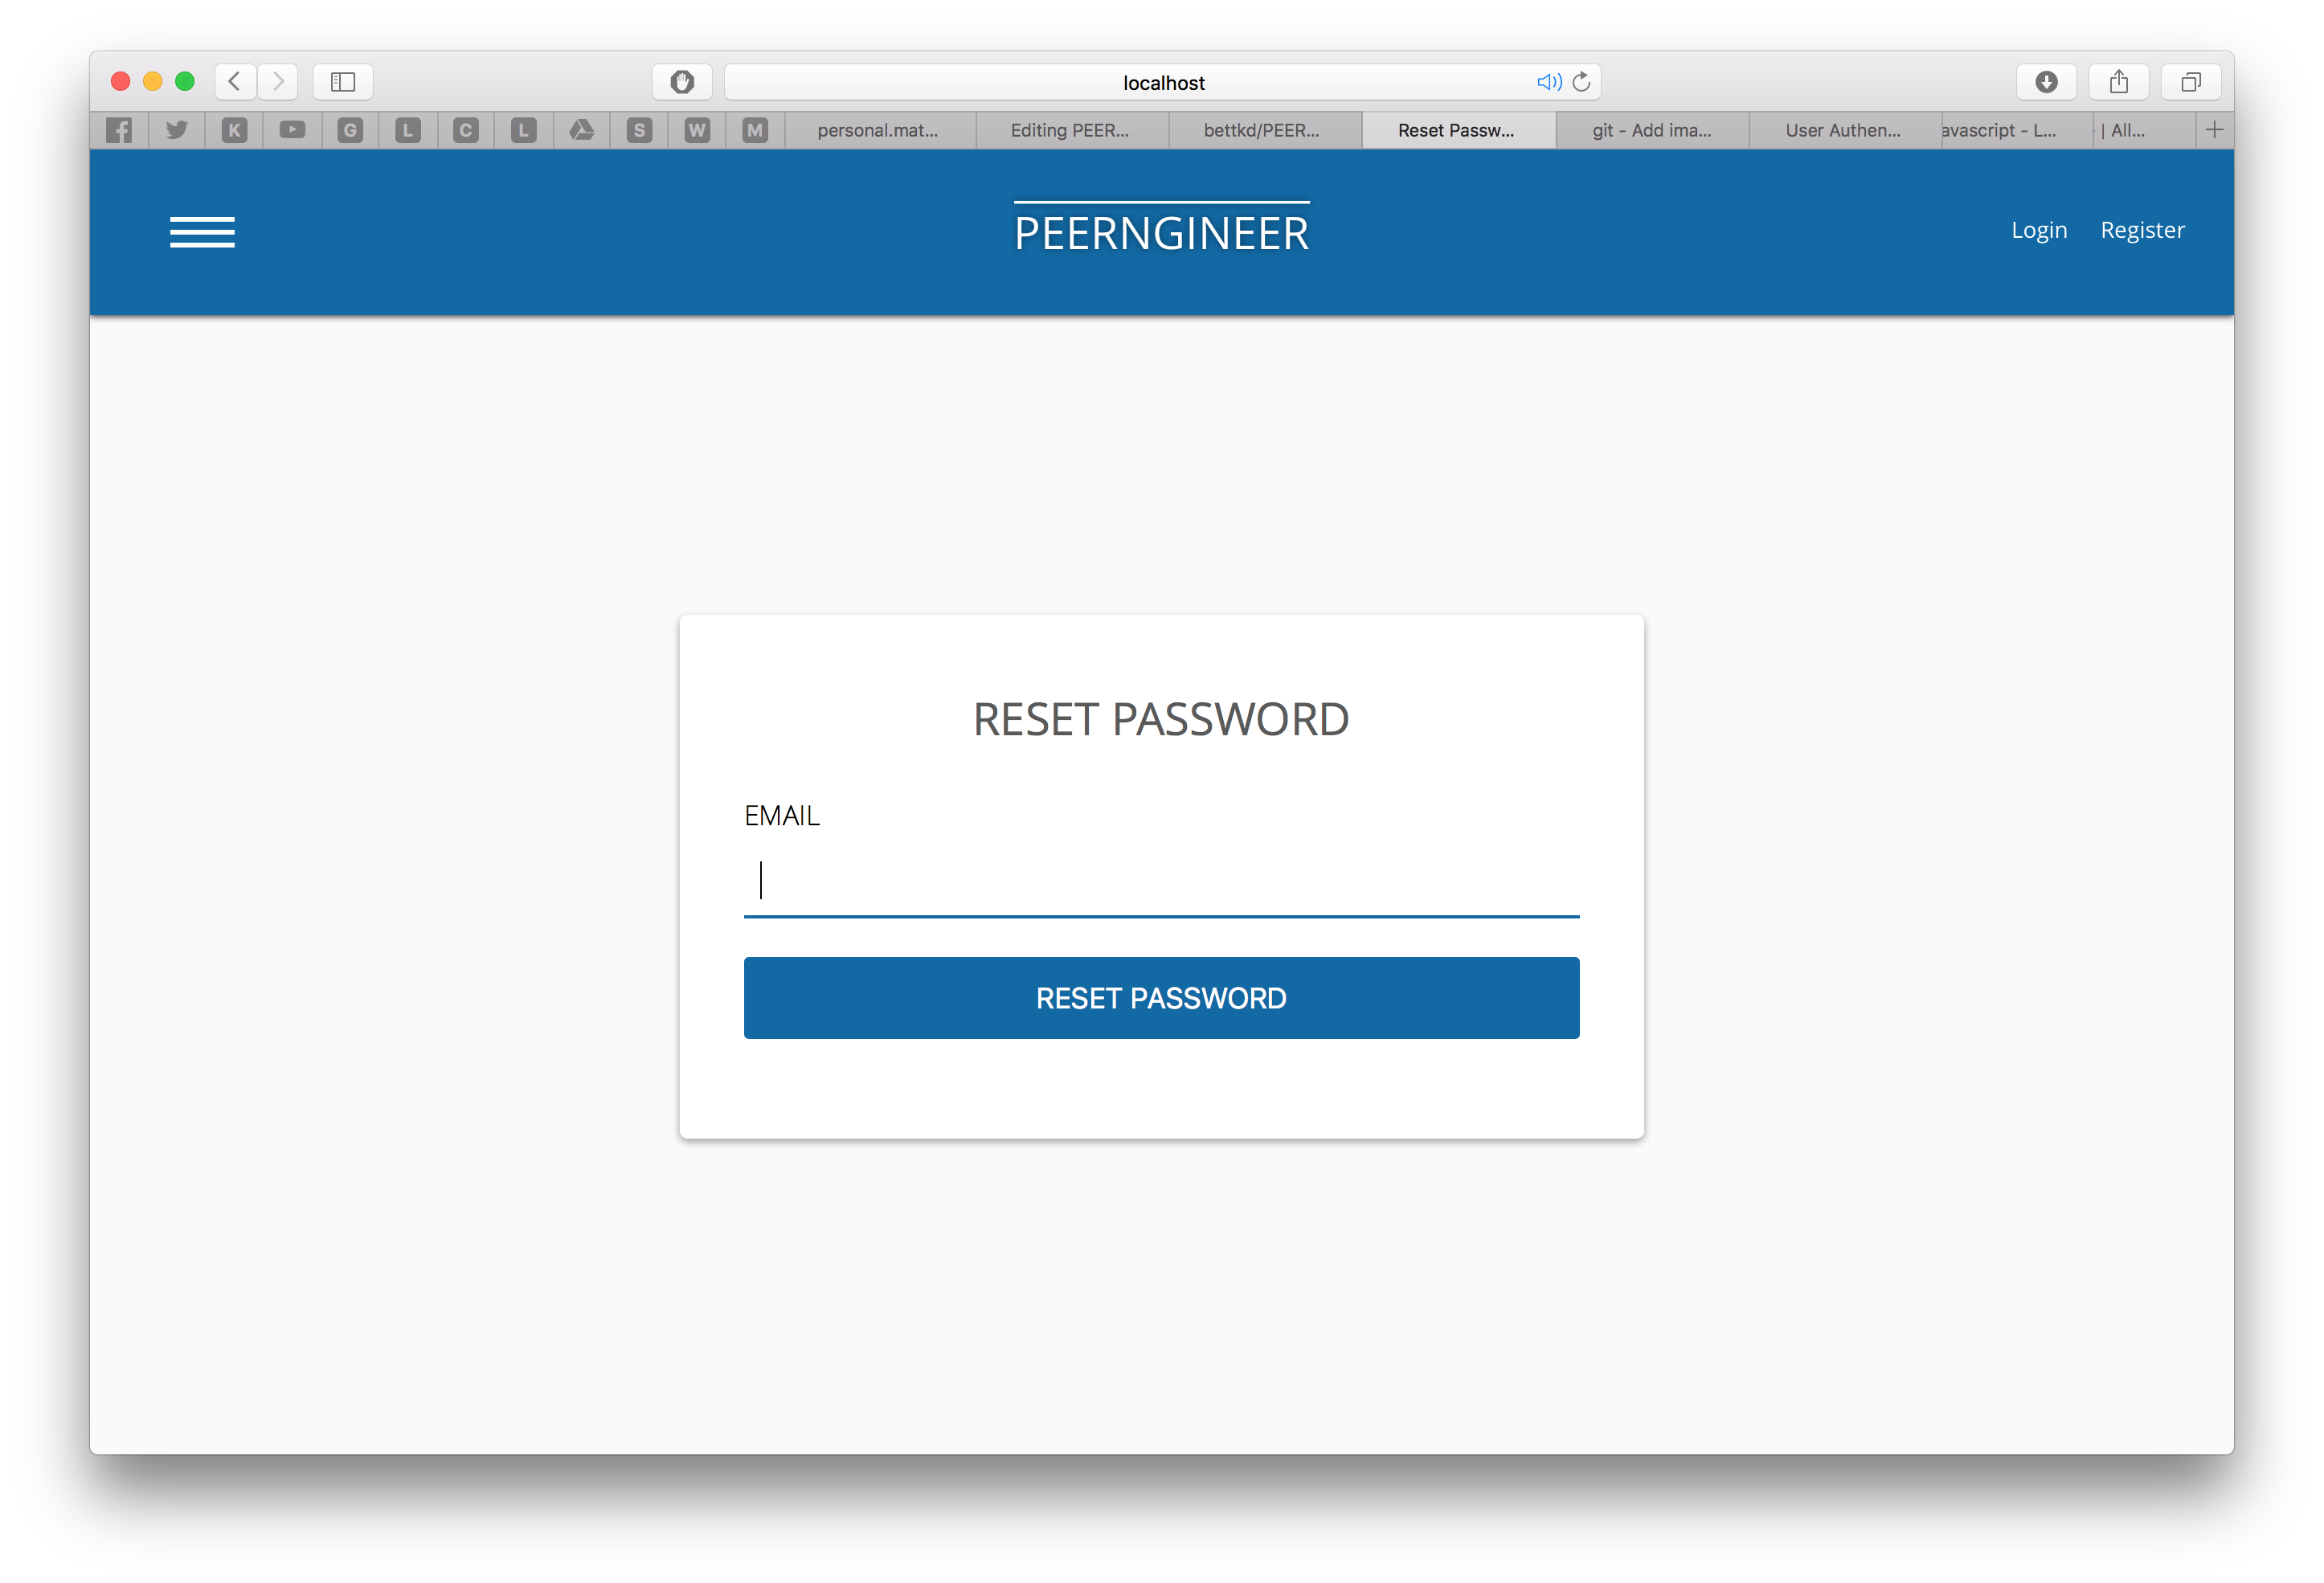 localhost
K G L C L S W M personal.mat... Editing PEER... bettkd/PEER... Reset Passw... git - Add ima... User Authen... avascript - L... | All...
PEERNGINEER
Login Register
RESET PASSWORD
EMAIL
RESET PASSWORD